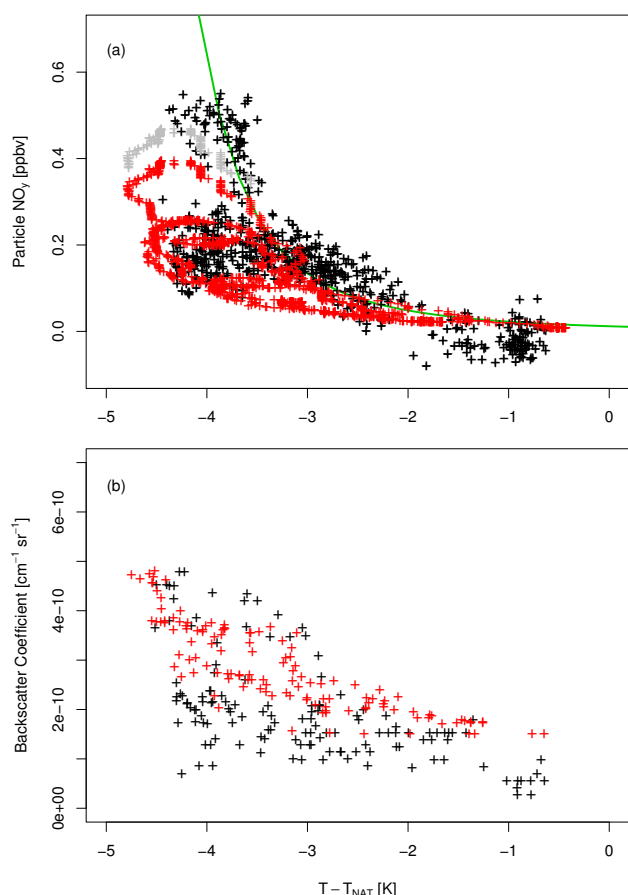 (a)
Particle NOy [ppbv]
0.6
0.4
0.2
0.0
−5 −4 −3 −2 −1 0
(b)
Backscatter Coefficient [cm⁻¹ sr⁻¹]
6e−10
4e−10
2e−10
0e+00
−5 −4 −3 −2 −1 0
T − TNAT [K]